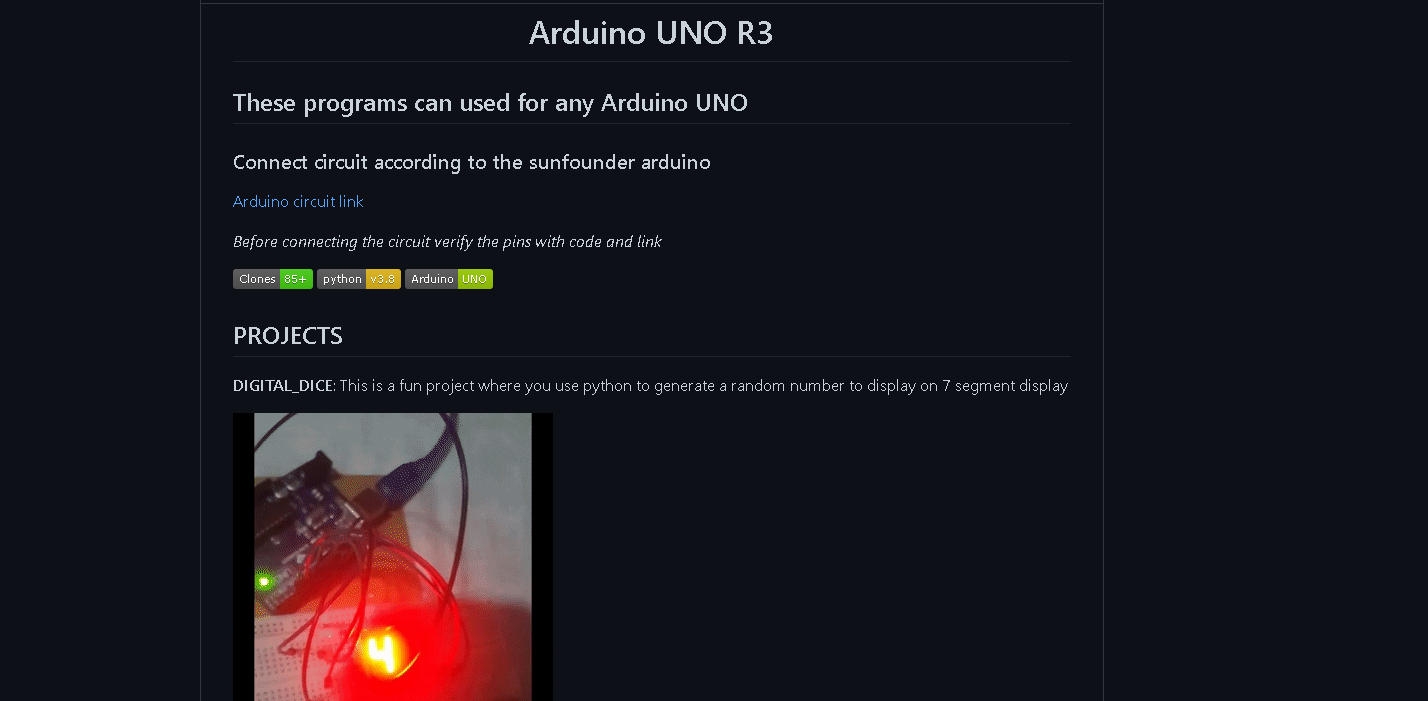 Arduino UNO R3
These programs can used for any Arduino UNO
Connect circuit according to the sunfounder arduino
Arduino circuit link
Before connecting the circuit verify the pins with code and link
Clones 85+ python v3.8 Arduino UNO
PROJECTS
DIGITAL_DICE: This is a fun project where you use python to generate a random number to display on 7 segment display
4